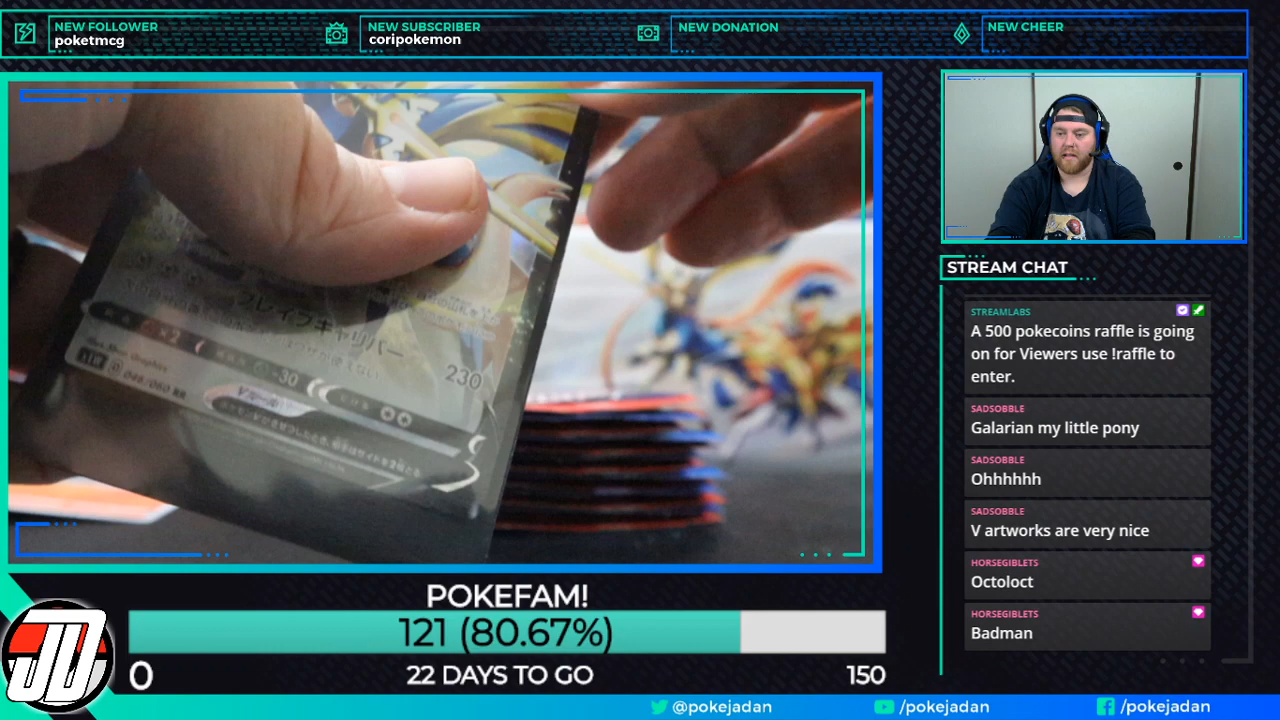 NEW FOLLOWER
poketmcg
NEW SUBSCRIBER
coripokemon
NEW DONATION
NEW CHEER
ブレイブキャリバー
230
×2
-30
046/060 RR
STREAM CHAT
STREAMLABS
A 500 pokecoins raffle is going
on for Viewers use !raffle to
enter.
SADSOBBLE
Galarian my little pony
SADSOBBLE
Ohhhhhh
SADSOBBLE
V artworks are very nice
HORSEGIBLETS
Octoloct
HORSEGIBLETS
Badman
POKEFAM!
121 (80.67%)
0
22 DAYS TO GO
150
@pokejadan
/pokejadan
/pokejadan